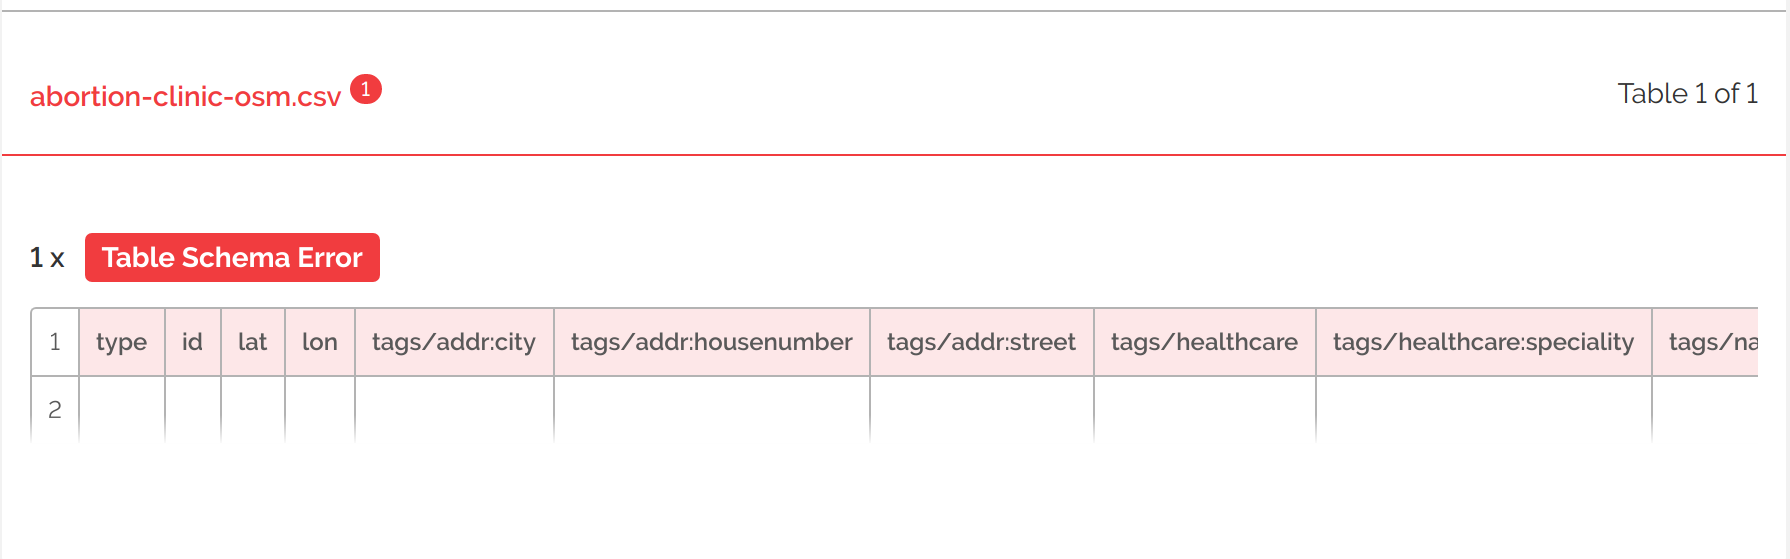 abortion-clinic-osm.csv 1
Table 1 of 1
1 x Table Schema Error
1 type id lat lon tags/addr:city tags/addr:housenumber tags/addr:street tags/healthcare tags/healthcare:speciality tags/na
2